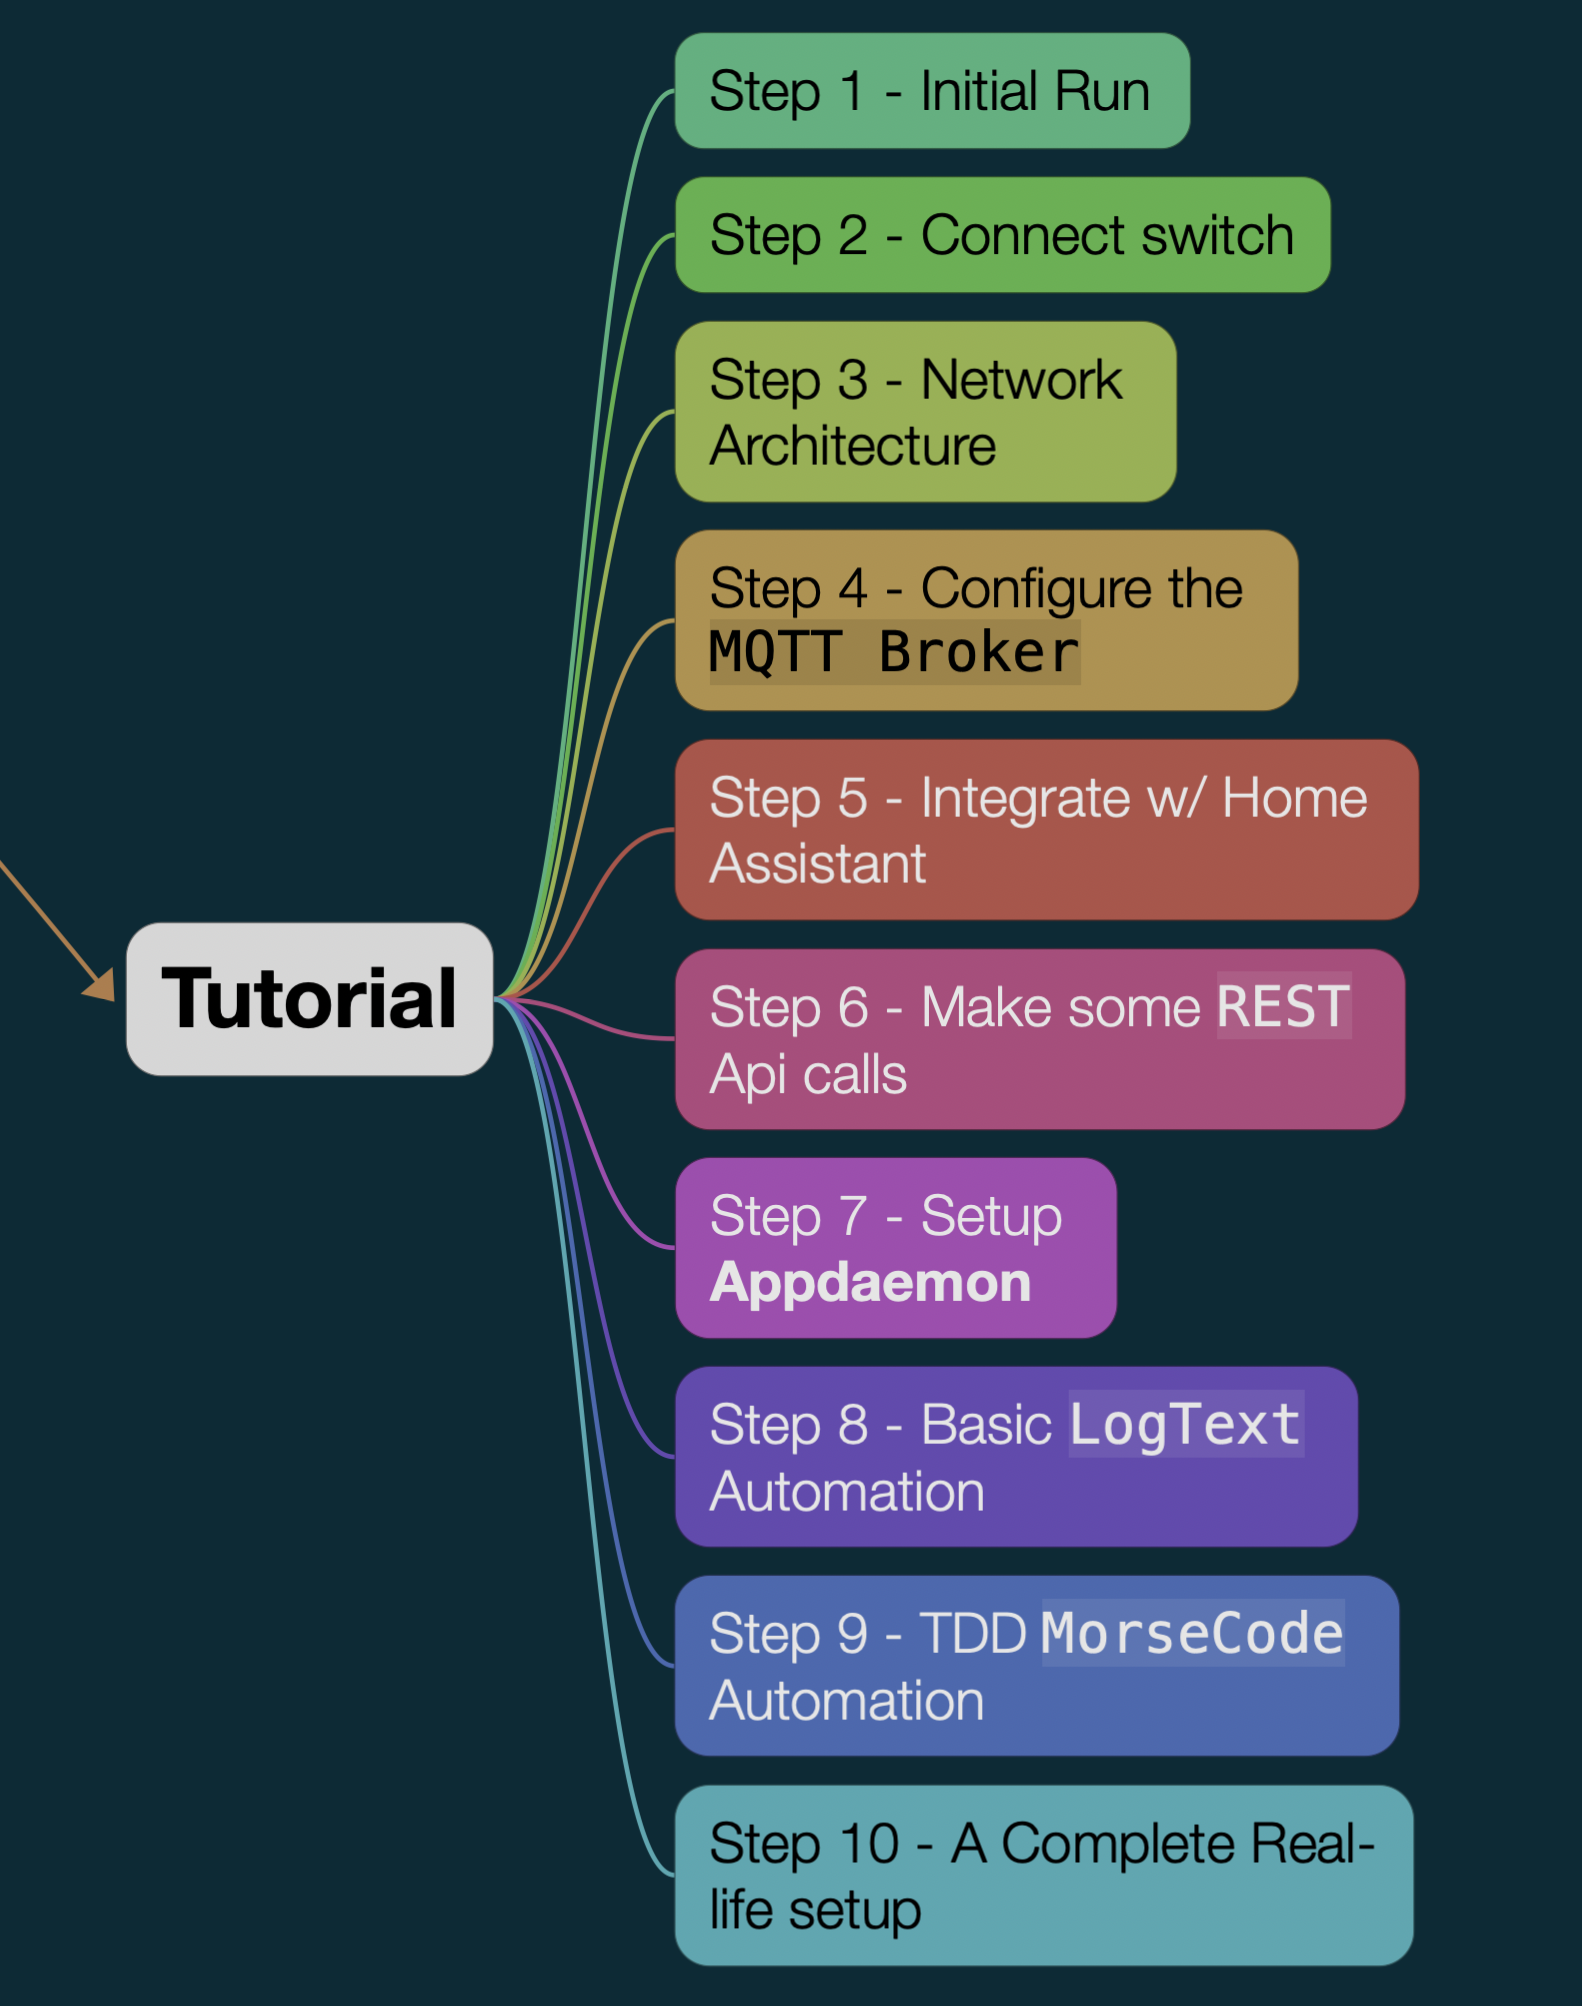 Step 1 - Initial Run
Step 2 - Connect switch
Step 3 - Network
Architecture
Step 4 - Configure the
MQTT Broker
Step 5 - Integrate w/ Home
Assistant
Tutorial
Step 6 - Make some REST
Api calls
Step 7 - Setup
Appdaemon
Step 8 - Basic LogText
Automation
Step 9 - TDD MorseCode
Automation
Step 10 - A Complete Real-
life setup